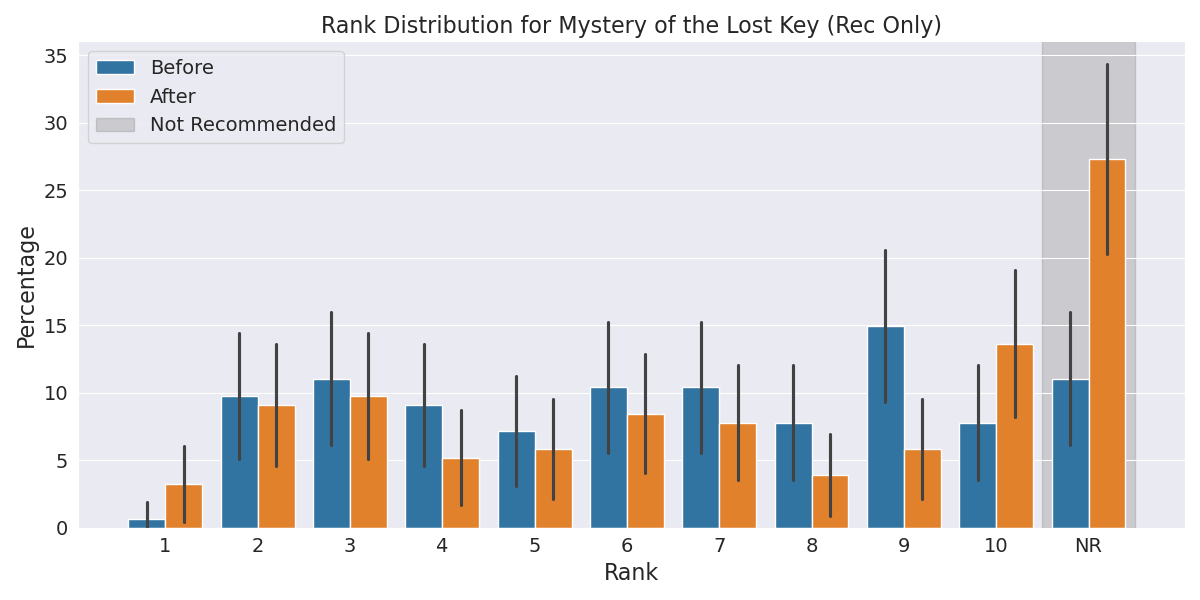 Rank Distribution for Mystery of the Lost Key (Rec Only)
Before
After
Not Recommended
Percentage
35
30
25
20
15
10
5
0
1 2 3 4 5 6 7 8 9 10 NR
Rank